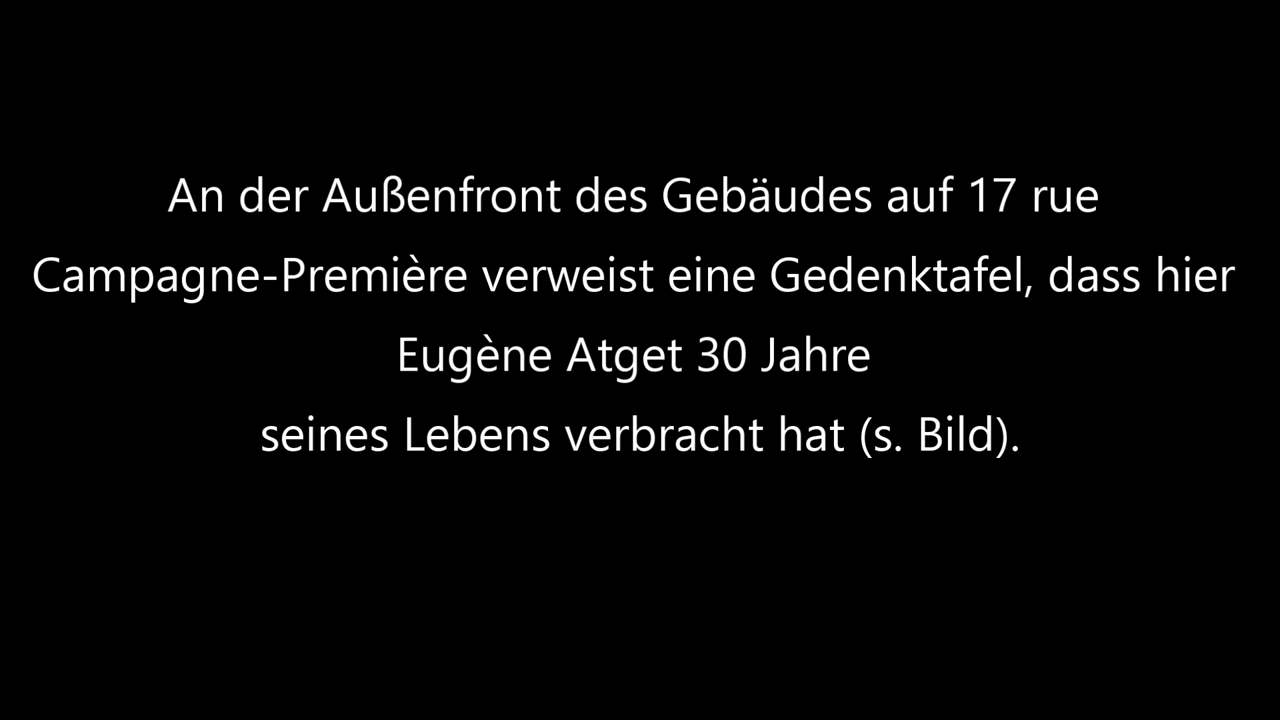 An der Außenfront des Gebäudes auf 17 rue
Campagne-Première verweist eine Gedenktafel, dass hier
Eugène Atget 30 Jahre
seines Lebens verbracht hat (s. Bild).